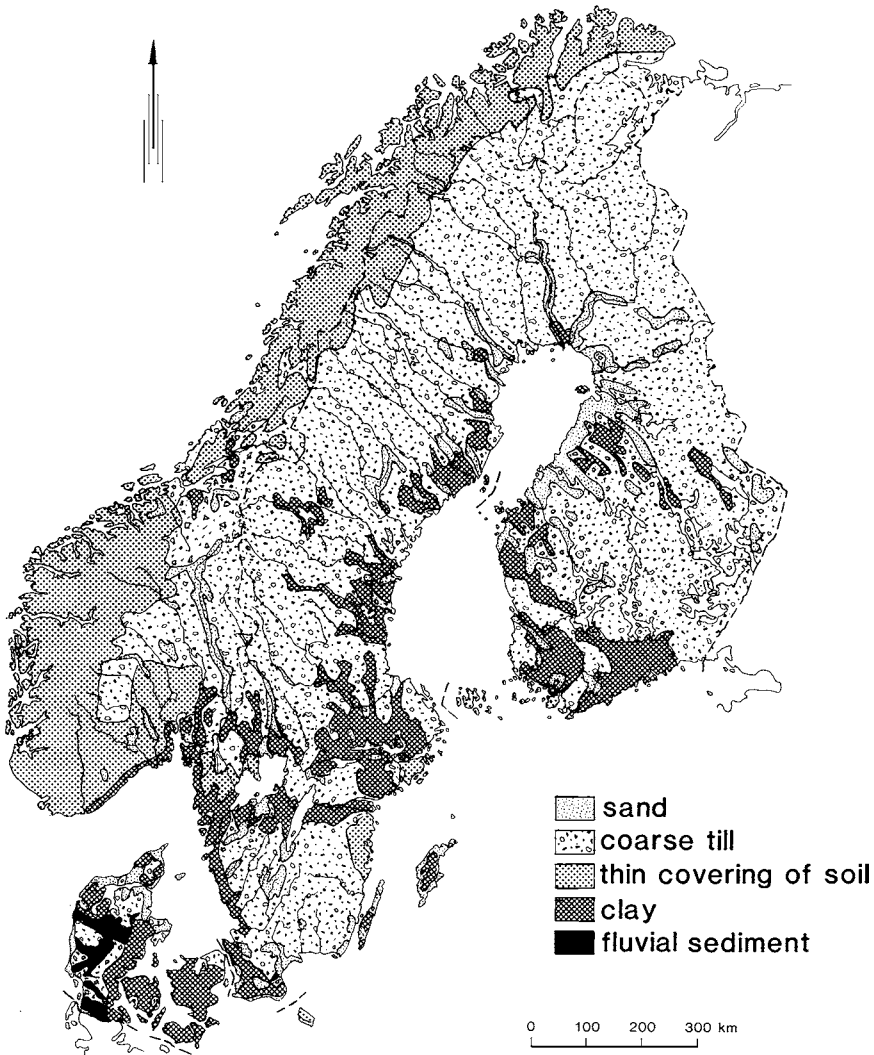 sand
coarse till
thin covering of soil
clay
fluvial sediment
0 100 200 300 km